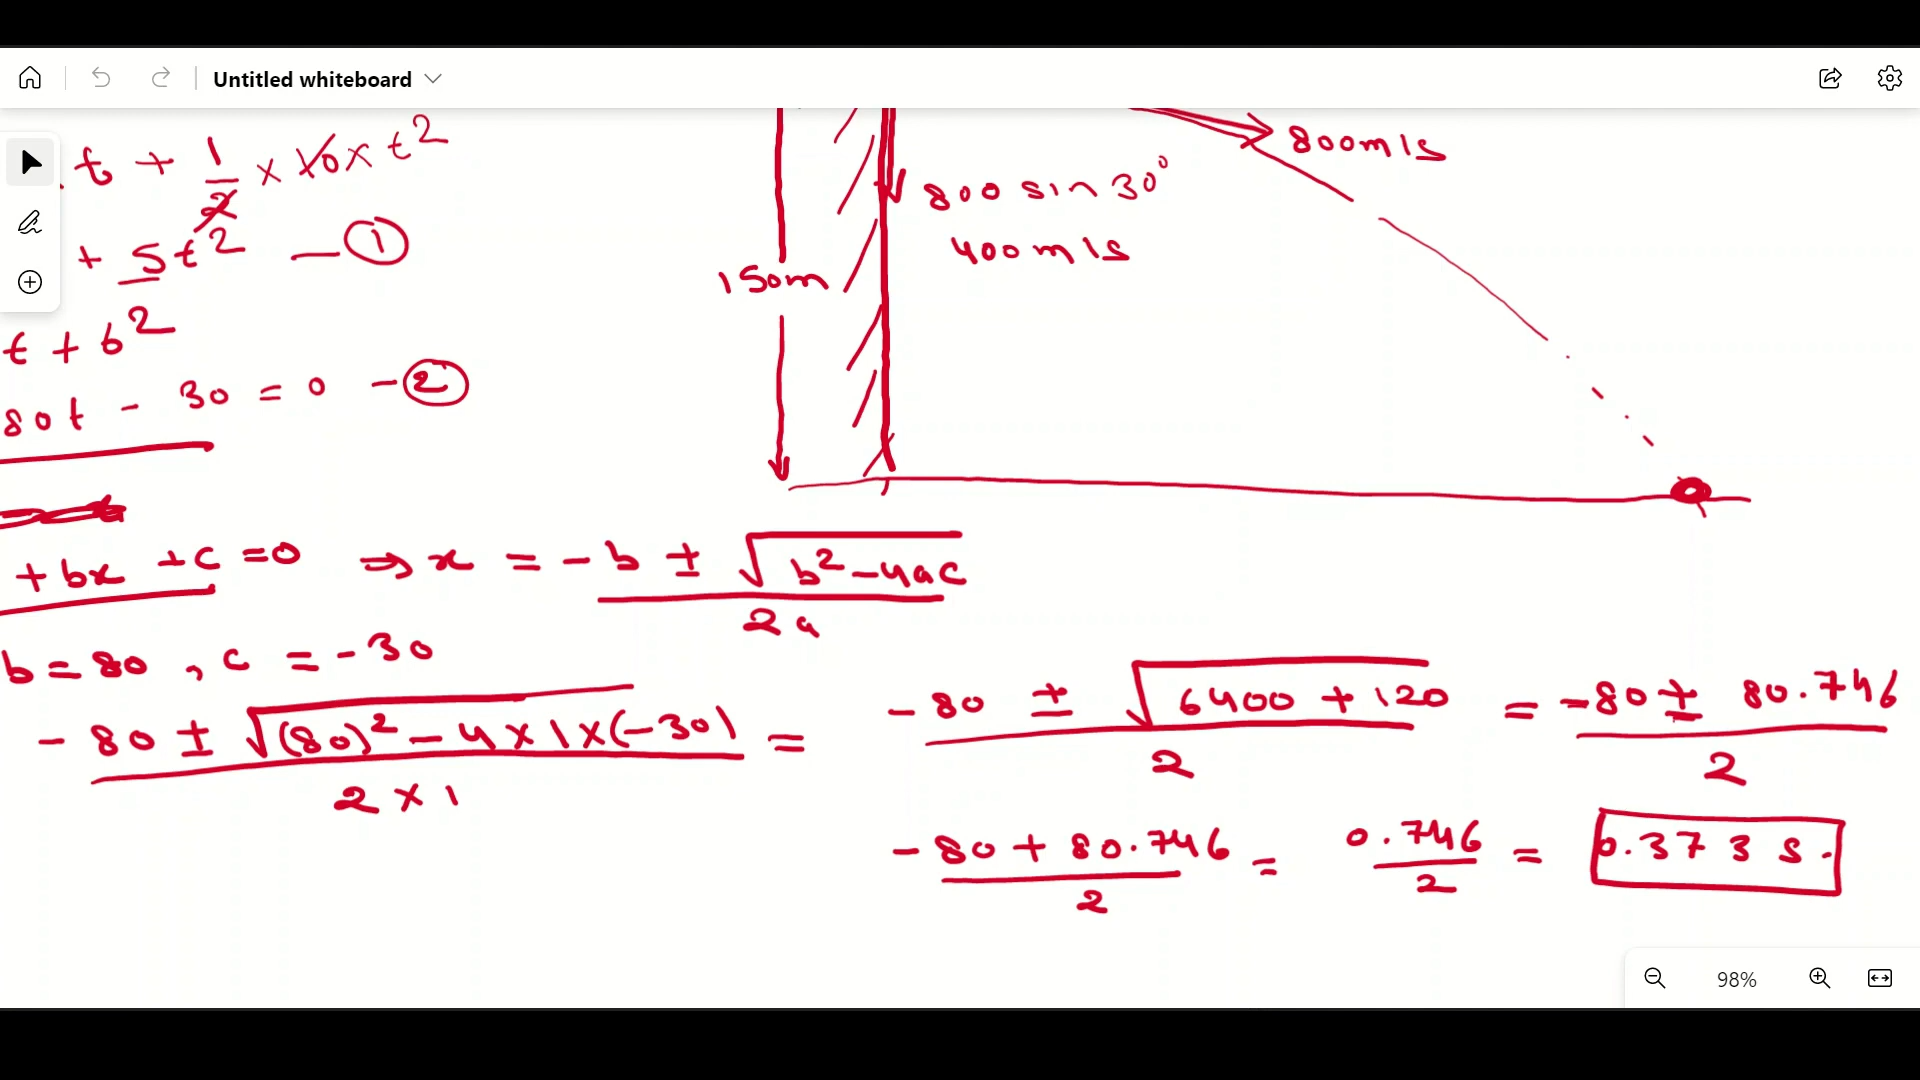 Untitled whiteboard
t + 1/2 × 10 × t²
+ 5t² — ①
t + t²
80t - 30 = 0 - ②
+ bx + c = 0 ⇒ x = -b ± √(b² - 4ac) / 2a
b = 80 , c = -30
- 80 ± √((80)² - 4 × 1 × (-30)) / 2 × 1 = -80 ± √(6400 + 120) / 2 = -80 ± 80.746 / 2
-80 + 80.746 / 2 = 0.746 / 2 = 0.373 s.
800 m/s
800 sin 30°
400 m/s
150m
98%